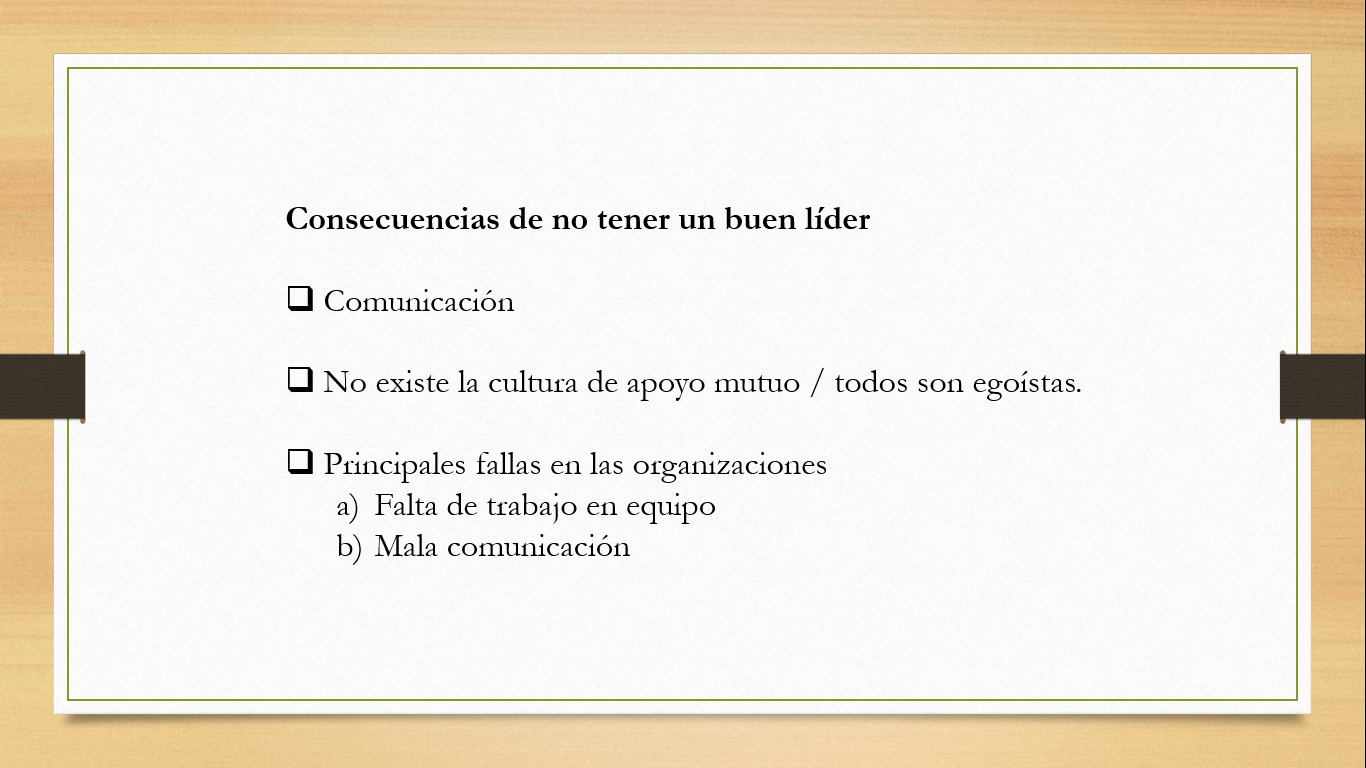 Consecuencias de no tener un buen líder
❑ Comunicación
❑ No existe la cultura de apoyo mutuo / todos son egoístas.
❑ Principales fallas en las organizaciones
a) Falta de trabajo en equipo
b) Mala comunicación